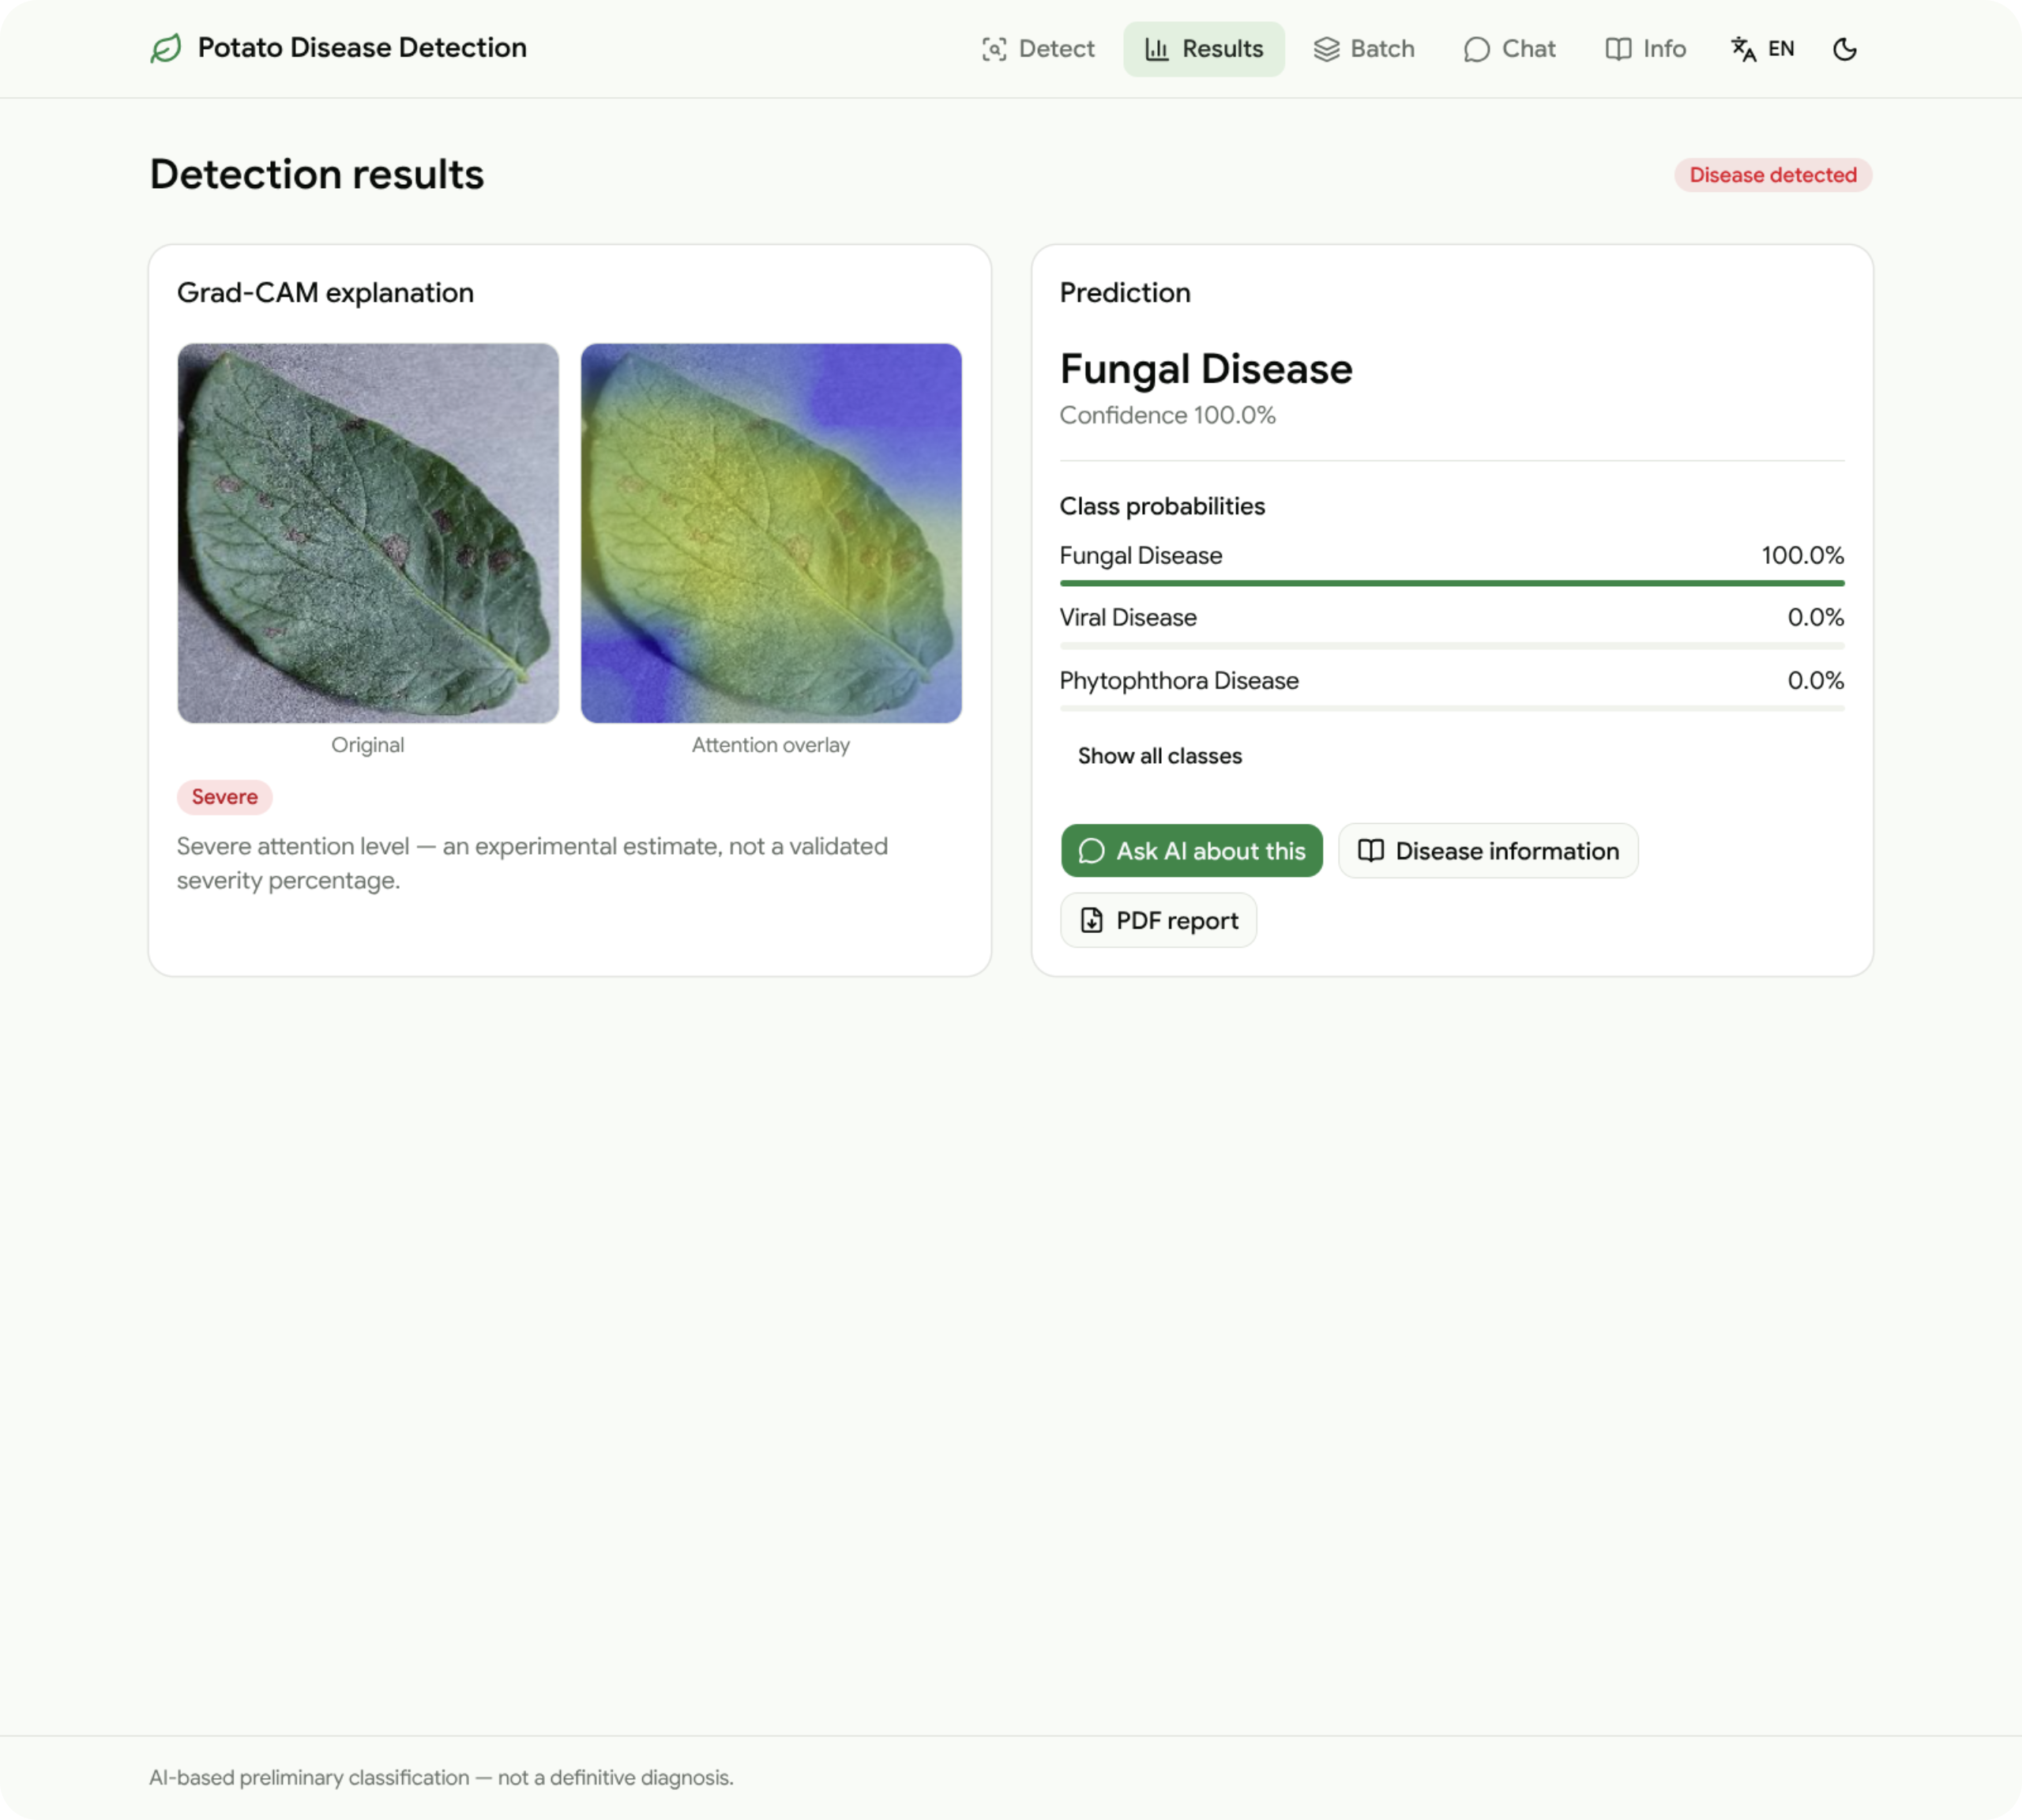 Potato Disease Detection
Detect
Results
Batch
Chat
Info
EN
Detection results
Disease detected
Grad-CAM explanation
Original
Attention overlay
Severe
Severe attention level — an experimental estimate, not a validated
severity percentage.
Prediction
Fungal Disease
Confidence 100.0%
Class probabilities
Fungal Disease 100.0%
Viral Disease 0.0%
Phytophthora Disease 0.0%
Show all classes
Ask AI about this
Disease information
PDF report
AI-based preliminary classification — not a definitive diagnosis.